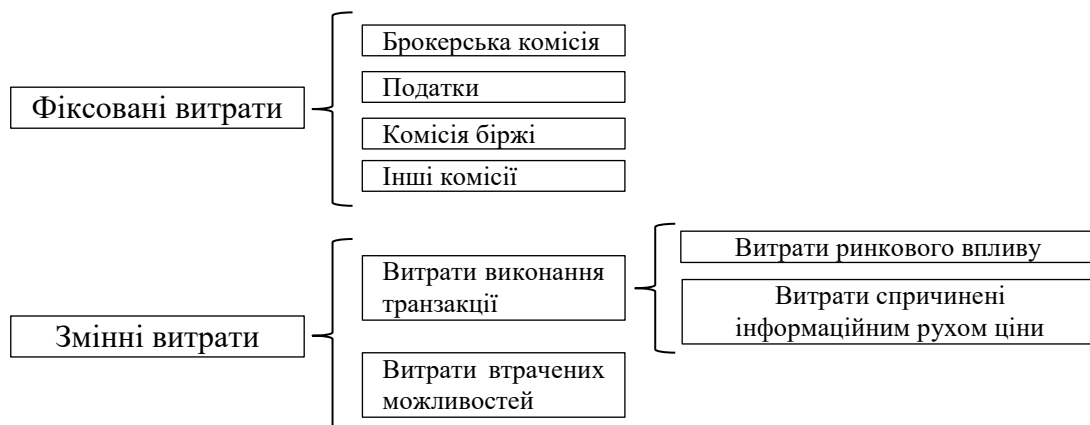 Фіксовані витрати
Брокерська комісія
Податки
Комісія біржі
Інші комісії
Змінні витрати
Витрати виконання
транзакції
Витрати ринкового впливу
Витрати спричинені
інформаційним рухом ціни
Витрати втрачених
можливостей